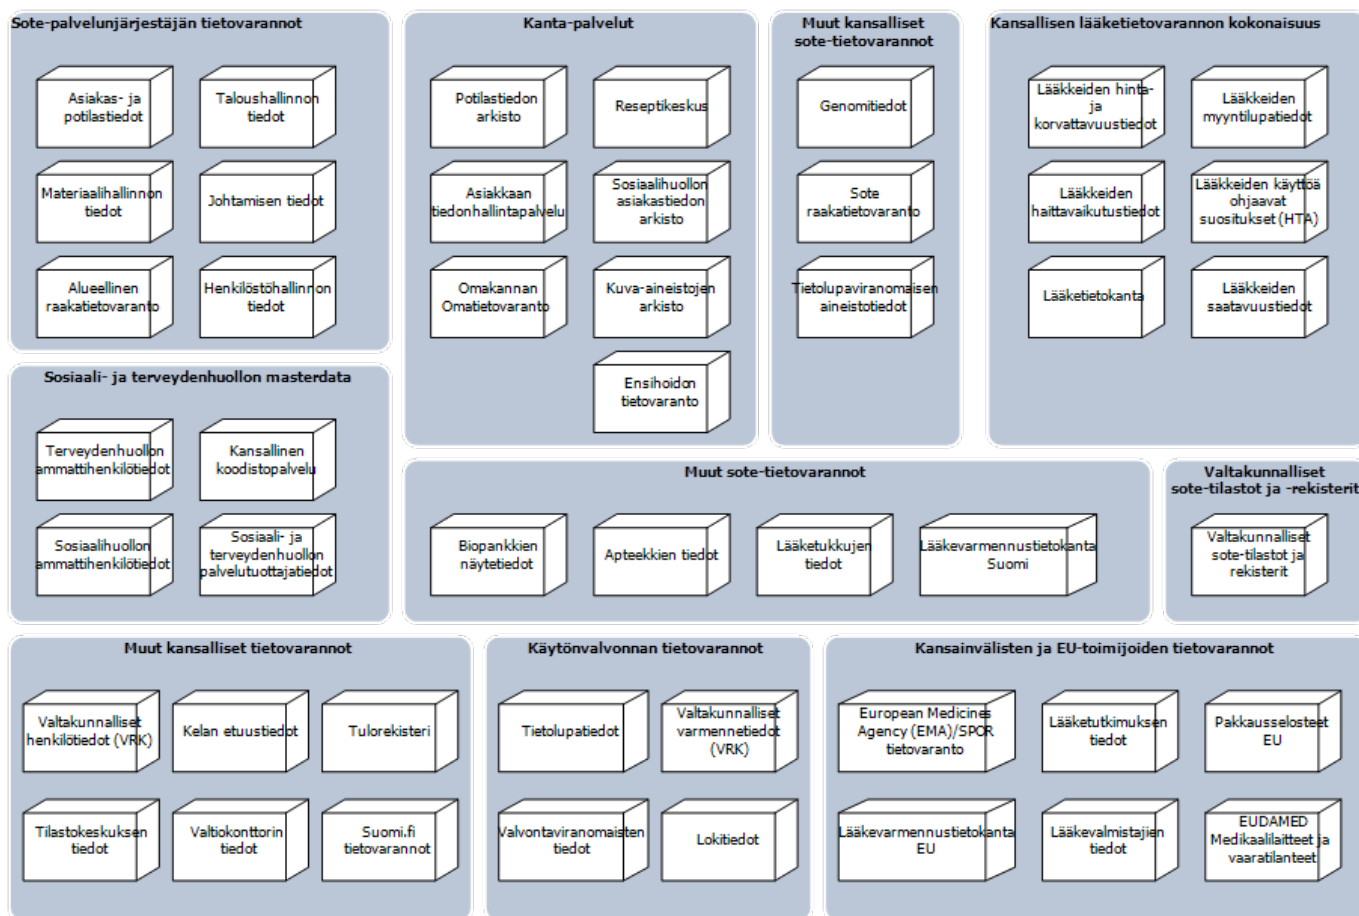 Sote-palvelunjärjestäjän tietovarannot
Asiakas- ja
potilastiedot
Taloushallinnon
tiedot
Materiaalihallinnon
tiedot
Johtamisen tiedot
Alueellinen
raakatietovaranto
Henkilöstöhallinnon
tiedot
Kanta-palvelut
Potilastiedon
arkisto
Reseptikeskus
Asiakkaan
tiedonhallintapalvelu
Sosiaalihuollon
asiakastiedon
arkisto
Omakannan
Omatietovaranto
Kuva-aineistojen
arkisto
Ensihoidon
tietovaranto
Muut kansalliset
sote-tietovarannot
Genomitiedot
Sote
raakatietovaranto
Tietolupaviranomaisen
aineistotiedot
Kansallisen lääketietovarannon kokonaisuus
Lääkkeiden hinta-
ja
korvattavuustiedot
Lääkkeiden
myyntilupatiedot
Lääkkeiden
haittavaikutustiedot
Lääkkeiden käyttöä
ohjaavat
suositukset (HTA)
Lääketietokanta
Lääkkeiden
saatavuustiedot
Sosiaali- ja terveydenhuollon masterdata
Terveydenhuollon
ammattihenkilötiedot
Kansallinen
koodistopalvelu
Sosiaalihuollon
ammattihenkilötiedot
Sosiaali- ja
terveydenhuollon
palvelutuottajatiedot
Muut sote-tietovarannot
Biopankkien
näytetiedot
Apteekkien tiedot
Lääketukkujen
tiedot
Lääkevarmennustietokanta
Suomi
Valtakunnalliset
sote-tilastot ja -rekisterit
Valtakunnalliset
sote-tilastot ja
rekisterit
Muut kansalliset tietovarannot
Valtakunnalliset
henkilötiedot (VRK)
Kelan etuustiedot
Tulorekisteri
Tilastokeskuksen
tiedot
Valtiokonttorin
tiedot
Suomi.fi
tietovarannot
Käytönvalvonnan tietovarannot
Tietolupatiedot
Valtakunnalliset
varmennetiedot
(VRK)
Valvontaviranomaisten
tiedot
Lokitiedot
Kansainvälisten ja EU-toimijoiden tietovarannot
European Medicines
Agency (EMA)/SPOR
tietovaranto
Lääketutkimuksen
tiedot
Pakkausselosteet
EU
Lääkevarmennustietokanta
EU
Lääkevalmistajien
tiedot
EUDAMED
Medikaalilaitteet ja
vaaratilanteet